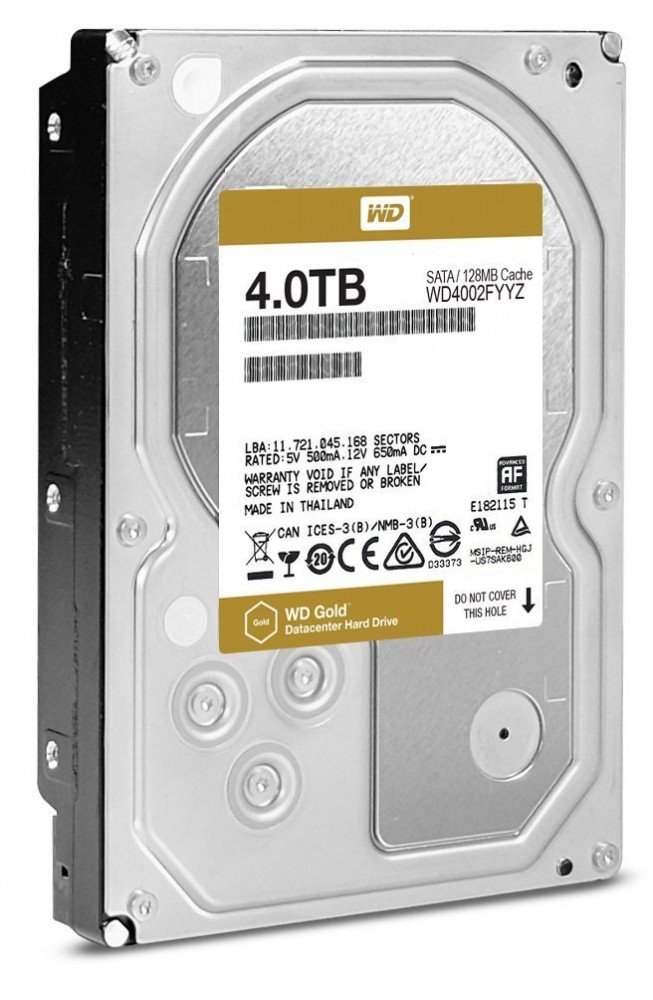 WD
4.0TB
SATA/ 128MB Cache
WD4002FYYZ
LBA:11.721.045.168 SECTORS
RATED:5V 500mA.12V 650mA DC
WARRANTY VOID IF ANY LABEL/
SCREW IS REMOVED OR BROKEN
MADE IN THAILAND
ADVANCED
AF
FORMAT
E182115 T
CAN ICES-3(B)/NMB-3(B)
20
CE
D33373
MSIP-REM-HGJ
-US7SAK600
Gold
WD Gold
Datacenter Hard Drive
DO NOT COVER
THIS HOLE